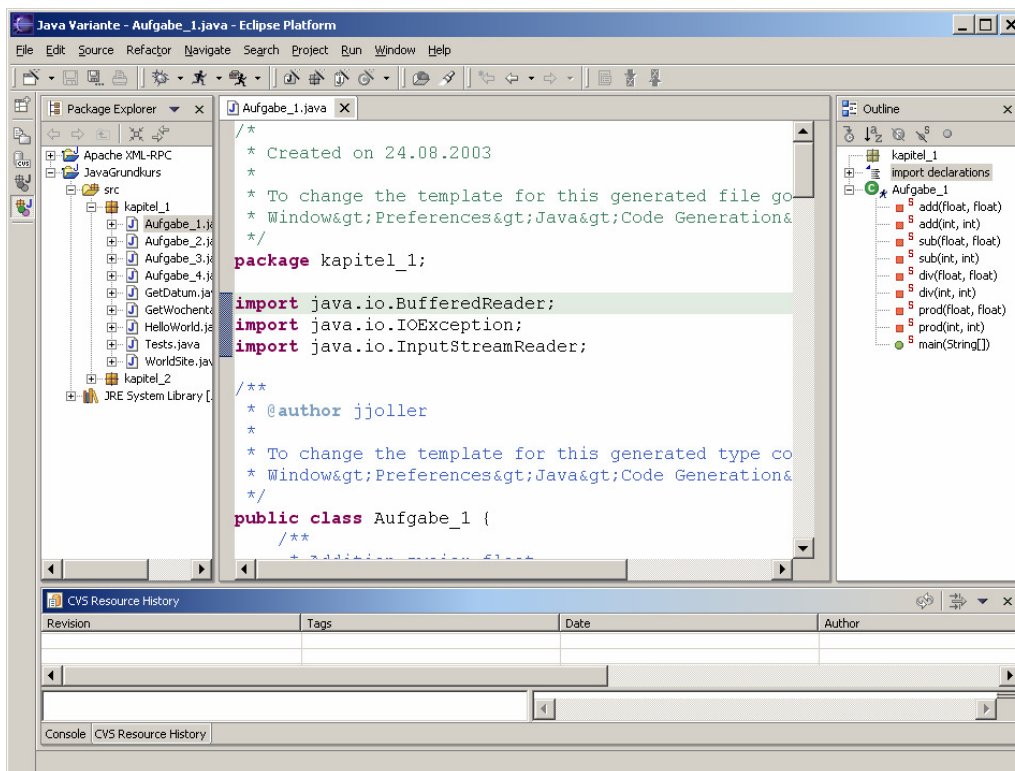 Java Variante - Aufgabe_1.java - Eclipse Platform
File Edit Source Refactor Navigate Search Project Run Window Help
Package Explorer
Apache XML-RPC
JavaGrundkurs
src
kapitel_1
Aufgabe_1.ja
Aufgabe_2.ja
Aufgabe_3.ja
Aufgabe_4.ja
GetDatum.jav
GetWochenta
HelloWorld.ja
Tests.java
WorldSite.jav
kapitel_2
JRE System Library [.
Aufgabe_1.java
/*
* Created on 24.08.2003
*
* To change the template for this generated file go
* Window&gt;Preferences&gt;Java&gt;Code Generation&
*/
package kapitel_1;
import java.io.BufferedReader;
import java.io.IOException;
import java.io.InputStreamReader;
/**
* @author jjoller
*
* To change the template for this generated type co
* Window&gt;Preferences&gt;Java&gt;Code Generation&
*/
public class Aufgabe_1 {
/**
* Addition zweier float
Outline
kapitel_1
import declarations
Aufgabe_1
add(float, float)
add(int, int)
sub(float, float)
sub(int, int)
div(float, float)
div(int, int)
prod(float, float)
prod(int, int)
main(String[])
CVS Resource History
Revision Tags Date Author
Console CVS Resource History